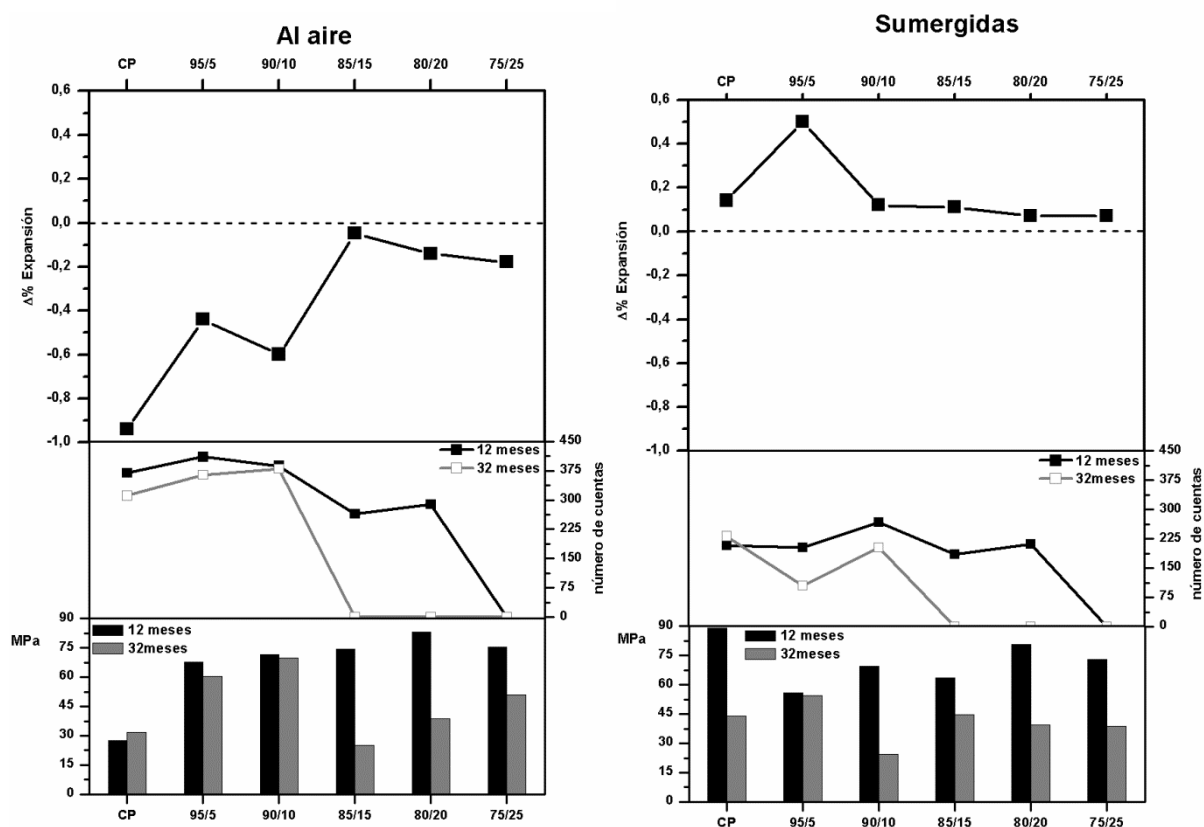 Al aire
CP 95/5 90/10 85/15 80/20 75/25
0,6
0,4
0,2
0,0
-0,2
-0,4
-0,6
-0,8
-1,0
Δ% Expansión
12 meses
32 meses
450
375
300
225
150
75
0
número de cuentas
90
75
60
45
30
15
0
MPa
12 meses
32meses
CP 95/5 90/10 85/15 80/20 75/25
Sumergidas
CP 95/5 90/10 85/15 80/20 75/25
0,6
0,4
0,2
0,0
-0,2
-0,4
-0,6
-0,8
-1,0
Δ% Expansión
12 meses
32meses
450
375
300
225
150
75
0
número de cuentas
90
75
60
45
30
15
0
MPa
12 meses
32meses
CP 95/5 90/10 85/15 80/20 75/25